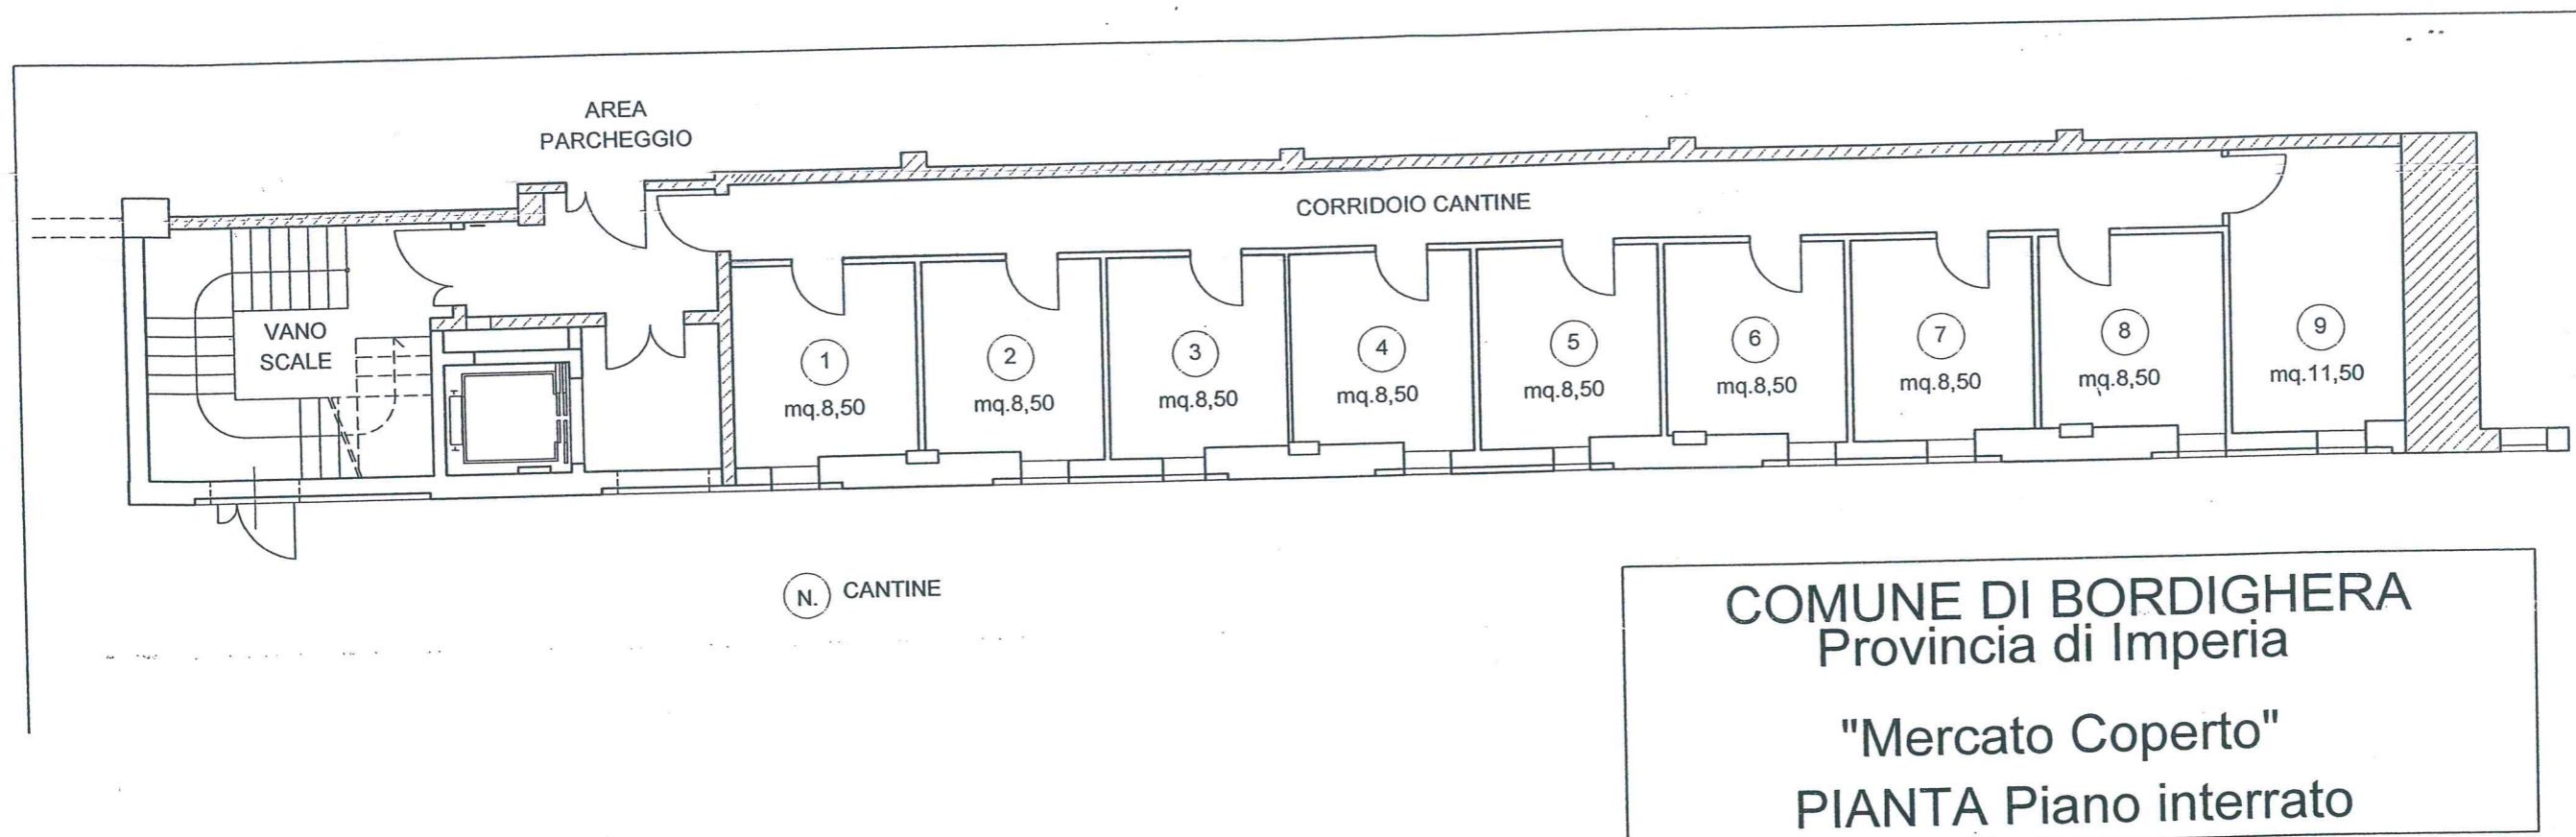 AREA
PARCHEGGIO
CORRIDOIO CANTINE
VANO
SCALE
1
mq.8,50
2
mq.8,50
3
mq.8,50
4
mq.8,50
5
mq.8,50
6
mq.8,50
7
mq.8,50
8
mq.8,50
9
mq.11,50
N. CANTINE
COMUNE DI BORDIGHERA
Provincia di Imperia
"Mercato Coperto"
PIANTA Piano interrato